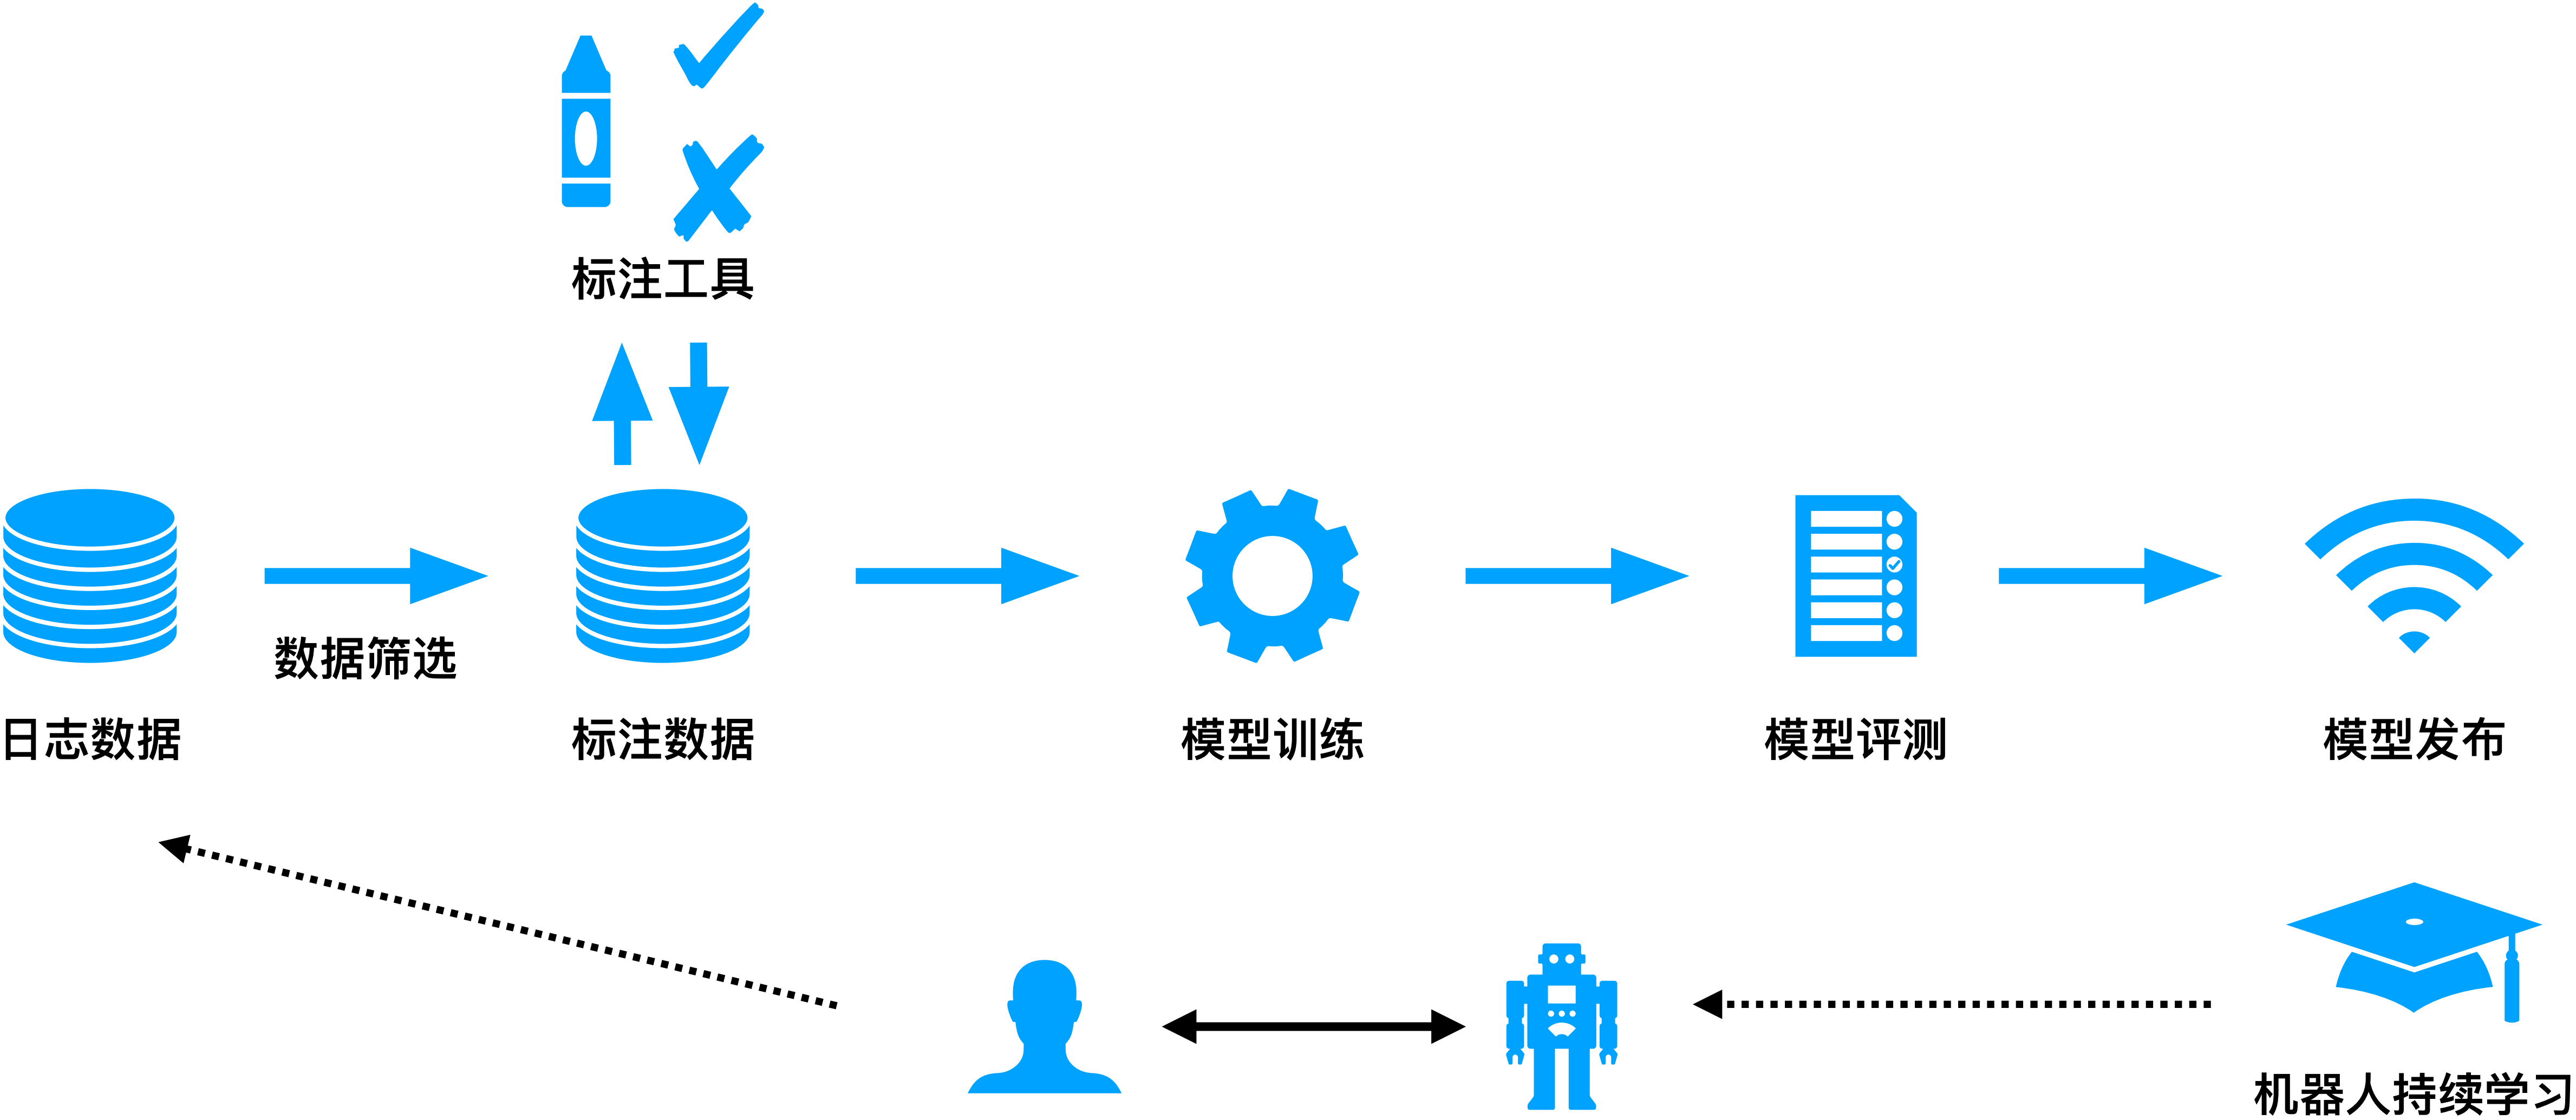 标注工具
数据筛选
日志数据
标注数据
模型训练
模型评测
模型发布
机器人持续学习